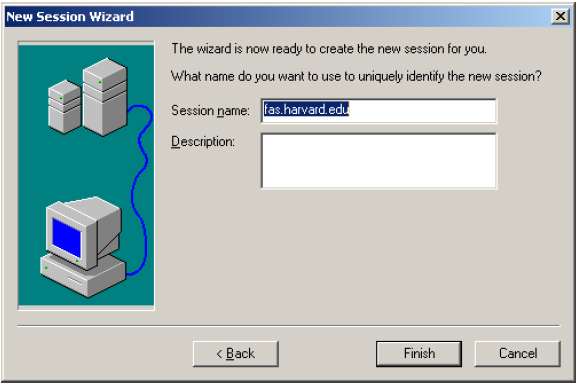 New Session Wizard
The wizard is now ready to create the new session for you.
What name do you want to use to uniquely identify the new session?
Session name: fas.harvard.edu
Description:
< Back Finish Cancel